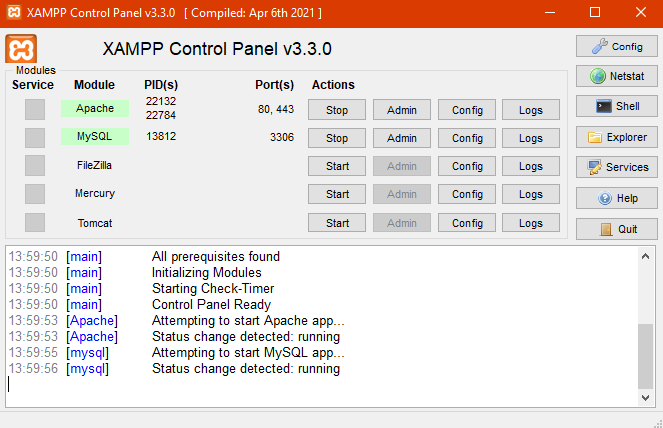 XAMPP Control Panel v3.3.0 [ Compiled: Apr 6th 2021 ]
XAMPP Control Panel v3.3.0
Config
Netstat
Shell
Explorer
Services
Help
Quit
Modules
Service Module PID(s) Port(s) Actions
Apache 22132 22784 80, 443 Stop Admin Config Logs
MySQL 13812 3306 Stop Admin Config Logs
FileZilla Start Admin Config Logs
Mercury Start Admin Config Logs
Tomcat Start Admin Config Logs
13:59:50 [main] All prerequisites found
13:59:50 [main] Initializing Modules
13:59:50 [main] Starting Check-Timer
13:59:50 [main] Control Panel Ready
13:59:53 [Apache] Attempting to start Apache app...
13:59:53 [Apache] Status change detected: running
13:59:55 [mysql] Attempting to start MySQL app...
13:59:56 [mysql] Status change detected: running